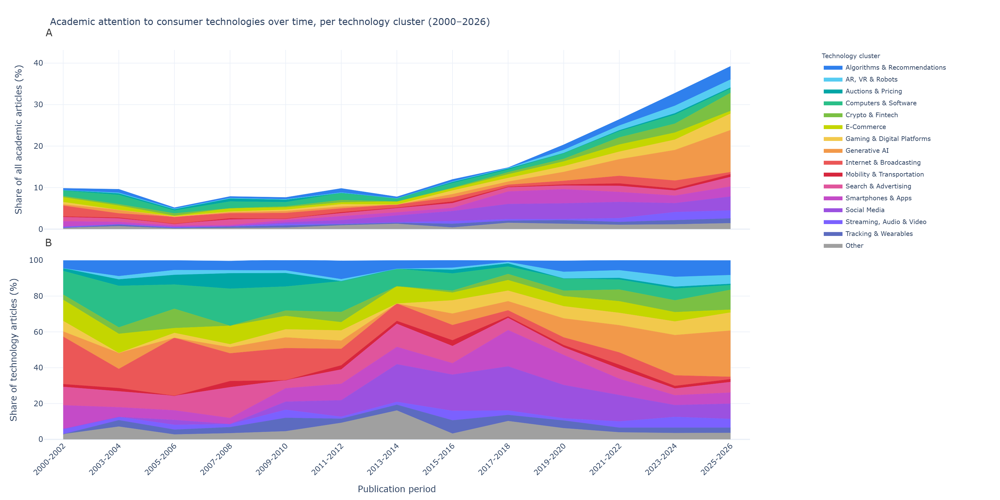 Academic attention to consumer technologies over time, per technology cluster (2000–2026)
A
Share of all academic articles (%)
40
30
20
10
0
Technology cluster
Algorithms & Recommendations
AR, VR & Robots
Auctions & Pricing
Computers & Software
Crypto & Fintech
E-Commerce
Gaming & Digital Platforms
Generative AI
Internet & Broadcasting
Mobility & Transportation
Search & Advertising
Smartphones & Apps
Social Media
Streaming, Audio & Video
Tracking & Wearables
Other
B
Share of technology articles (%)
100
80
60
40
20
0
2000-2002
2003-2004
2005-2006
2007-2008
2009-2010
2011-2012
2013-2014
2015-2016
2017-2018
2019-2020
2021-2022
2023-2024
2025-2026
Publication period